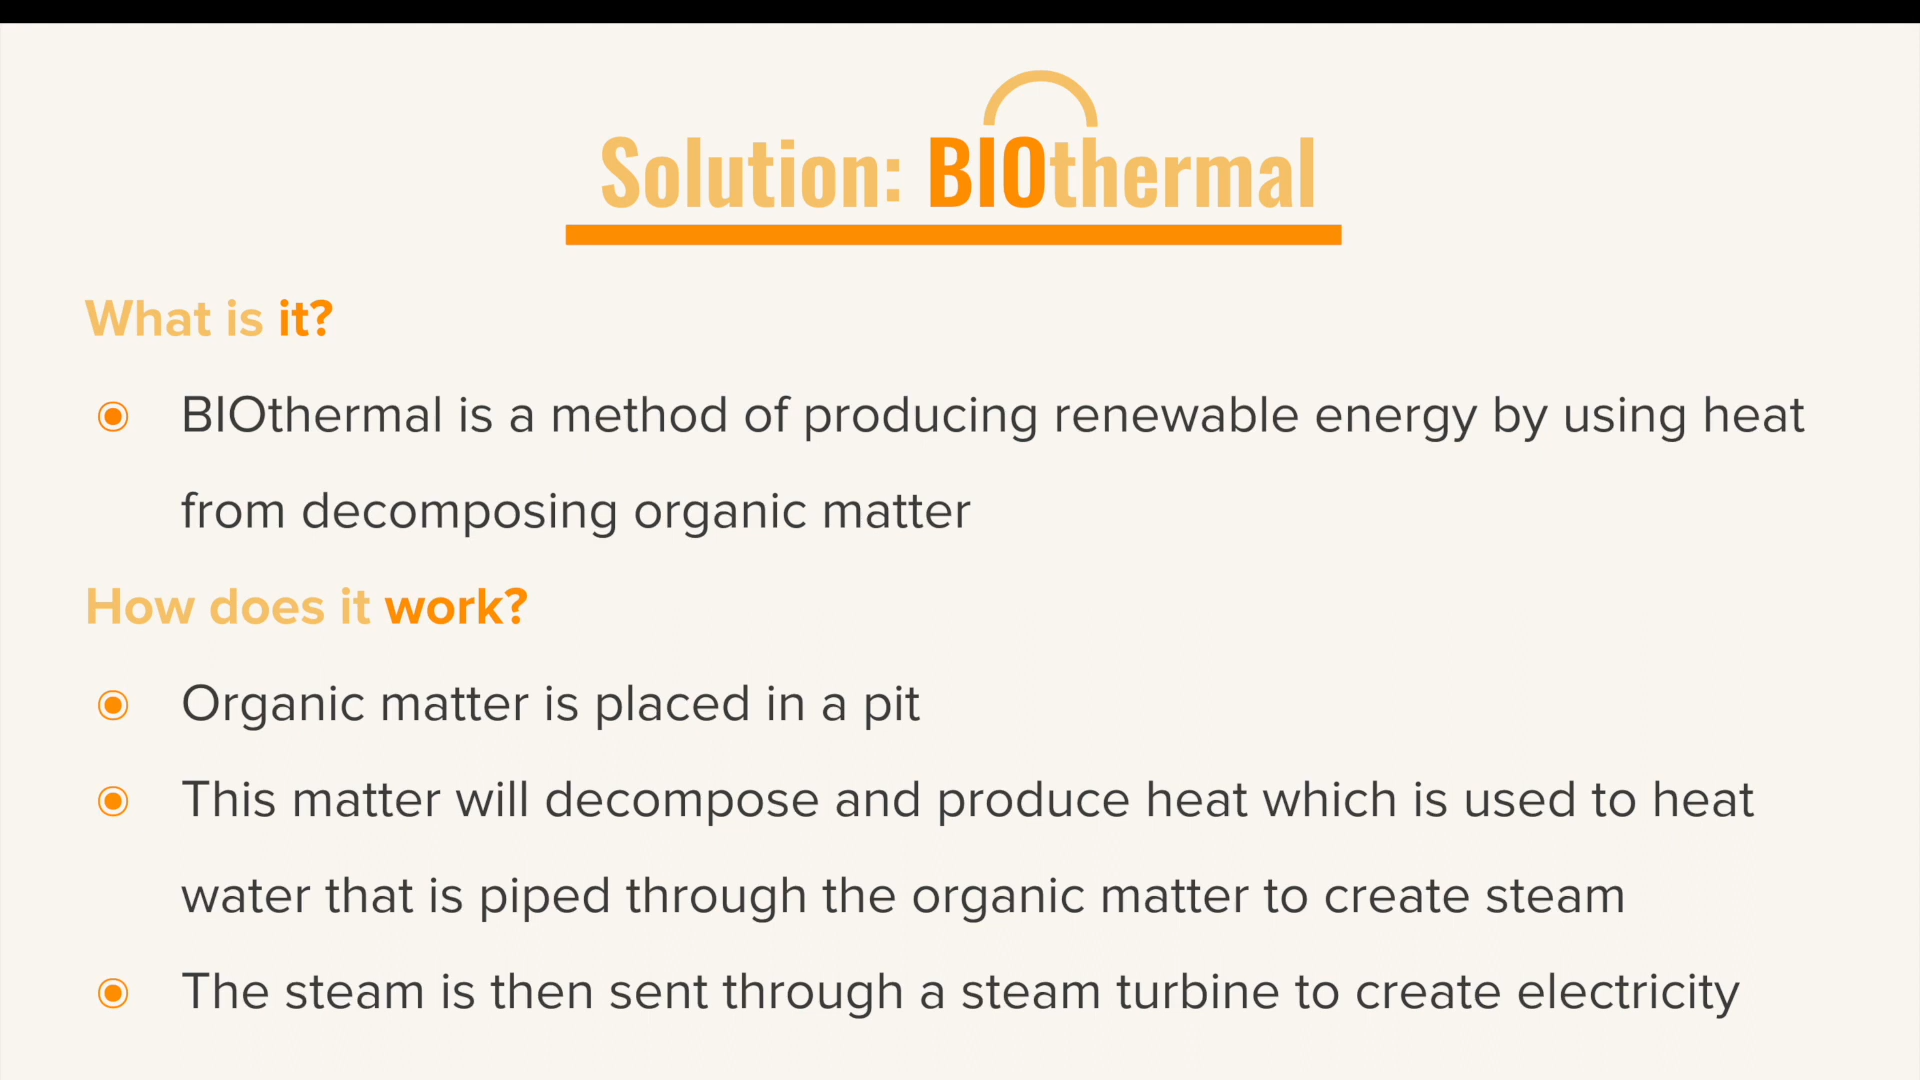 Solution: BIOthermal
What is it?
BIOthermal is a method of producing renewable energy by using heat
from decomposing organic matter
How does it work?
Organic matter is placed in a pit
This matter will decompose and produce heat which is used to heat
water that is piped through the organic matter to create steam
The steam is then sent through a steam turbine to create electricity